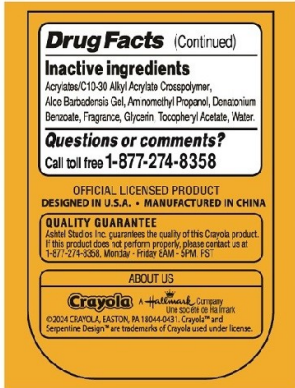 Drug Facts (Continued)
Inactive ingredients
Acrylates/C10-30 Alkyl Acrylate Crosspolymer,
Aloe Barbadensis Gel, Aminomethyl Propanol, Denatonium
Benzoate, Fragrance, Glycerin, Tocopheryl Acetate, Water.
Questions or comments?
Call toll free 1-877-274-8358
OFFICIAL LICENSED PRODUCT
DESIGNED IN U.S.A. • MANUFACTURED IN CHINA
QUALITY GUARANTEE
Ashtel Studios Inc. guarantees the quality of this Crayola product.
If this product does not perform properly, please contact us at
1-877-274-8358, Monday - Friday 8AM - 5PM. PST
ABOUT US
Crayola A Hallmark Company
Une société de Hallmark
©2024 CRAYOLA, EASTON, PA 18044-0431. Crayola™ and
Serpentine Design™ are trademarks of Crayola used under license.